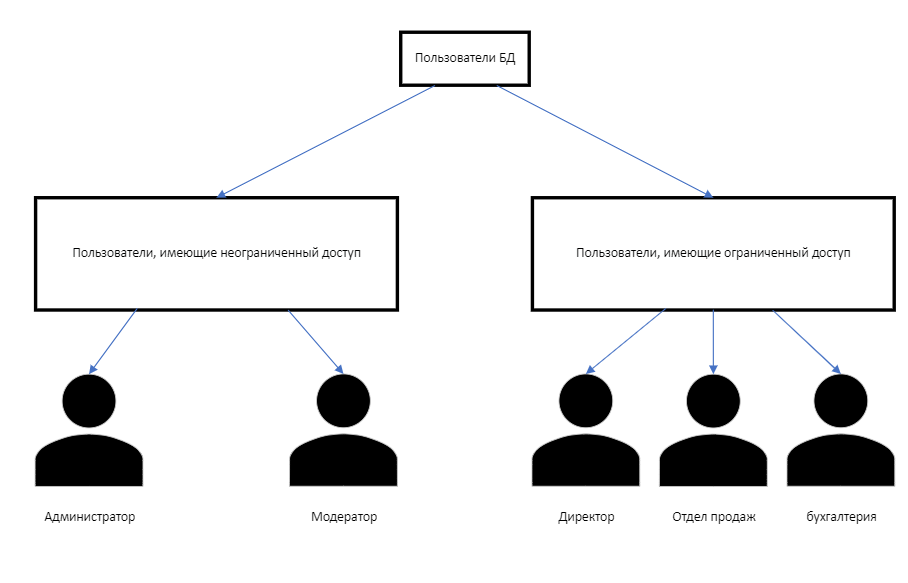 Пользователи БД
Пользователи, имеющие неограниченный доступ
Пользователи, имеющие ограниченный доступ
Администратор
Модератор
Директор
Отдел продаж
бухгалтерия